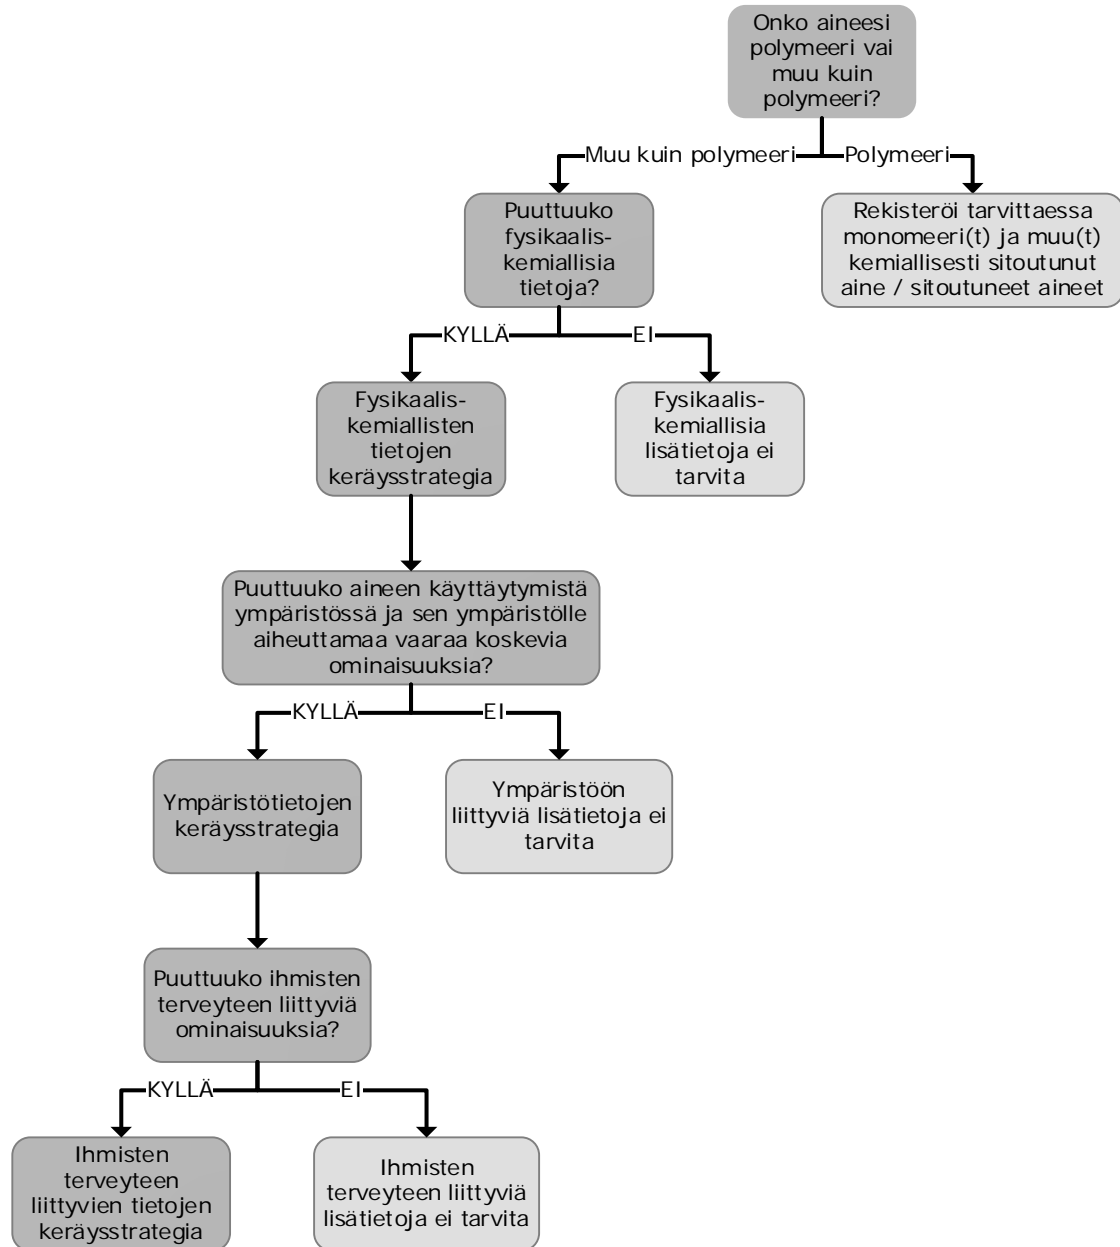 Onko aineesi
polymeeri vai
muu kuin
polymeeri?
Muu kuin polymeeri
Polymeeri
Puuttuuko
fysikaalis-
kemiallisia
tietoja?
Rekisteröi tarvittaessa
monomeeri(t) ja muu(t)
kemiallisesti sitoutunut
aine / sitoutuneet aineet
KYLLÄ
EI
Fysikaalis-
kemiallisten
tietojen
keräysstrategia
Fysikaalis-
kemiallisia
lisätietoja ei
tarvita
Puuttuuko aineen käyttäytymistä
ympäristössä ja sen ympäristölle
aiheuttamaa vaaraa koskevia
ominaisuuksia?
KYLLÄ
EI
Ympäristötietojen
keräysstrategia
Ympäristöön
liittyviä lisätietoja ei
tarvita
Puuttuuko ihmisten
terveyteen liittyviä
ominaisuuksia?
KYLLÄ
EI
Ihmisten
terveyteen
liittyvien tietojen
keräysstrategia
Ihmisten
terveyteen liittyviä
lisätietoja ei tarvita